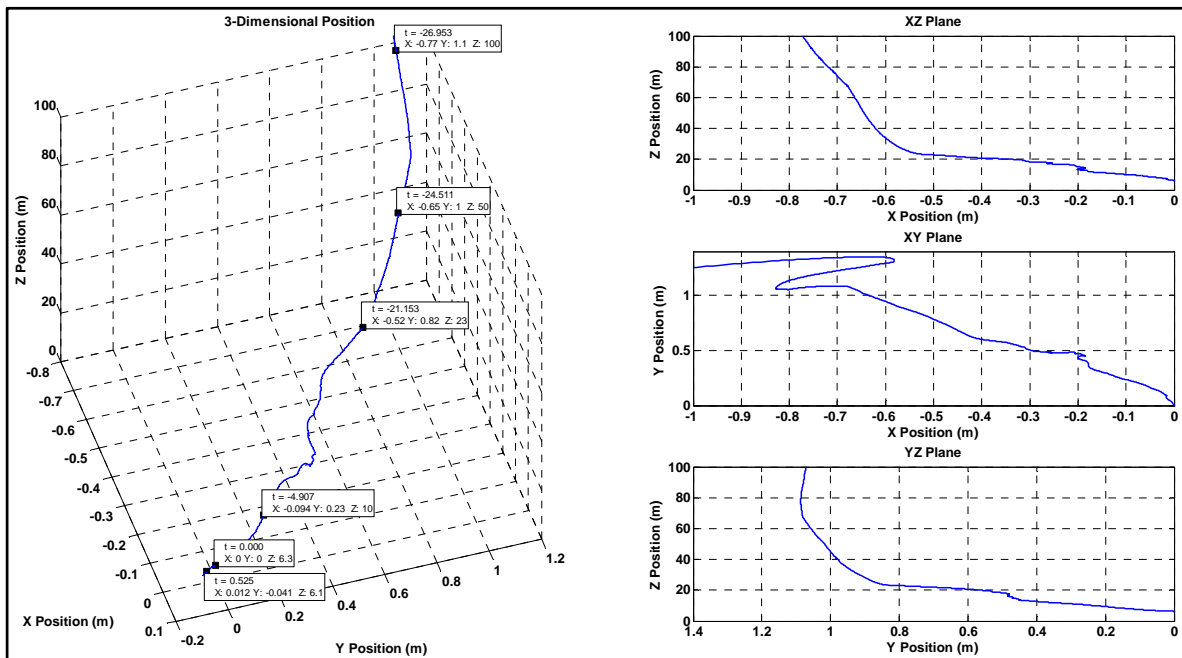 3-Dimensional Position
t = -26.953
X: -0.77 Y: 1.1 Z: 100
t = -24.511
X: -0.65 Y: 1 Z: 50
t = -21.153
X: -0.52 Y: 0.82 Z: 23
t = -4.907
X: -0.094 Y: 0.23 Z: 10
t = 0.000
X: 0 Y: 0 Z: 6.3
t = 0.525
X: 0.012 Y: -0.041 Z: 6.1
100
80
60
40
20
0
Z Position (m)
-0.8
-0.7
-0.6
-0.5
-0.4
-0.3
-0.2
-0.1
0
0.1
X Position (m)
-0.2
0
0.2
0.4
0.6
0.8
1
1.2
Y Position (m)
XZ Plane
100
80
60
40
20
0
Z Position (m)
-1 -0.9 -0.8 -0.7 -0.6 -0.5 -0.4 -0.3 -0.2 -0.1 0
X Position (m)
XY Plane
1
0.5
0
Y Position (m)
-1 -0.9 -0.8 -0.7 -0.6 -0.5 -0.4 -0.3 -0.2 -0.1 0
X Position (m)
YZ Plane
100
80
60
40
20
0
Z Position (m)
1.4 1.2 1 0.8 0.6 0.4 0.2 0
Y Position (m)